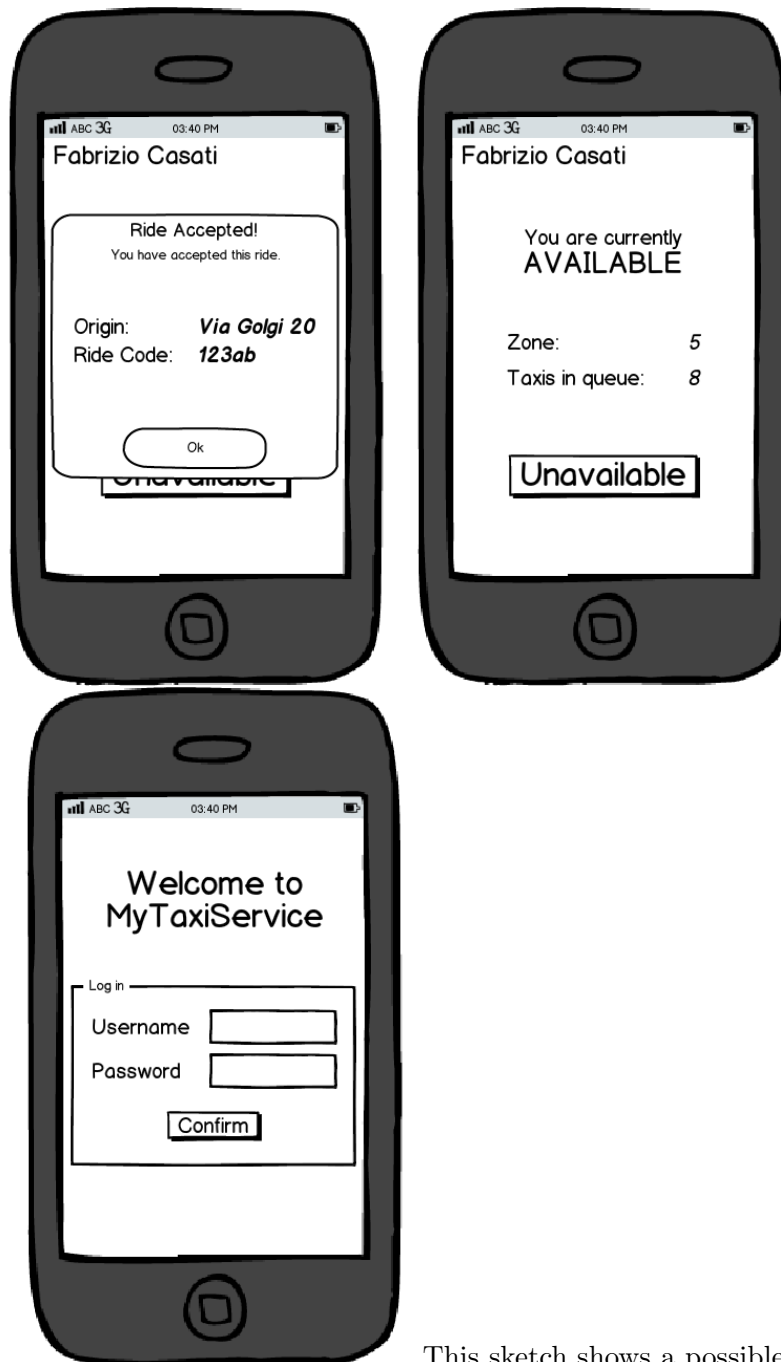 ABC 3G 03:40 PM
Fabrizio Casati
Ride Accepted!
You have accepted this ride.
Origin: Via Golgi 20
Ride Code: 123ab
Ok
Unavailable
ABC 3G 03:40 PM
Fabrizio Casati
You are currently
AVAILABLE
Zone: 5
Taxis in queue: 8
Unavailable
ABC 3G 03:40 PM
Welcome to
MyTaxiService
Log in
Username
Password
Confirm
This sketch shows a possible